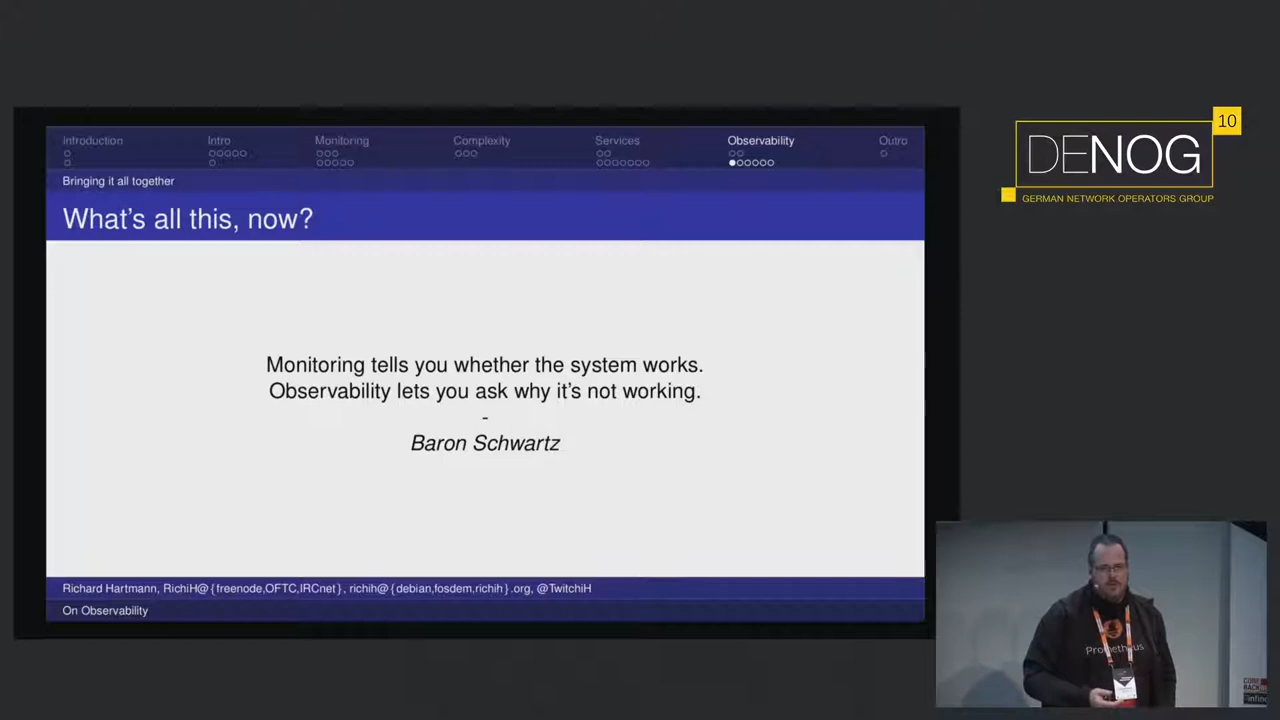 Introduction
Intro
Monitoring
Complexity
Services
Observability
Outro
Bringing it all together
What's all this, now?
Monitoring tells you whether the system works.
Observability lets you ask why it's not working.
-
Baron Schwartz
Richard Hartmann, RichiH@{freenode,OFTC,IRCnet}, richih@{debian,fosdem,richih}.org, @TwitchiH
On Observability
10
DENOG
GERMAN NETWORK OPERATORS GROUP
Prometheus